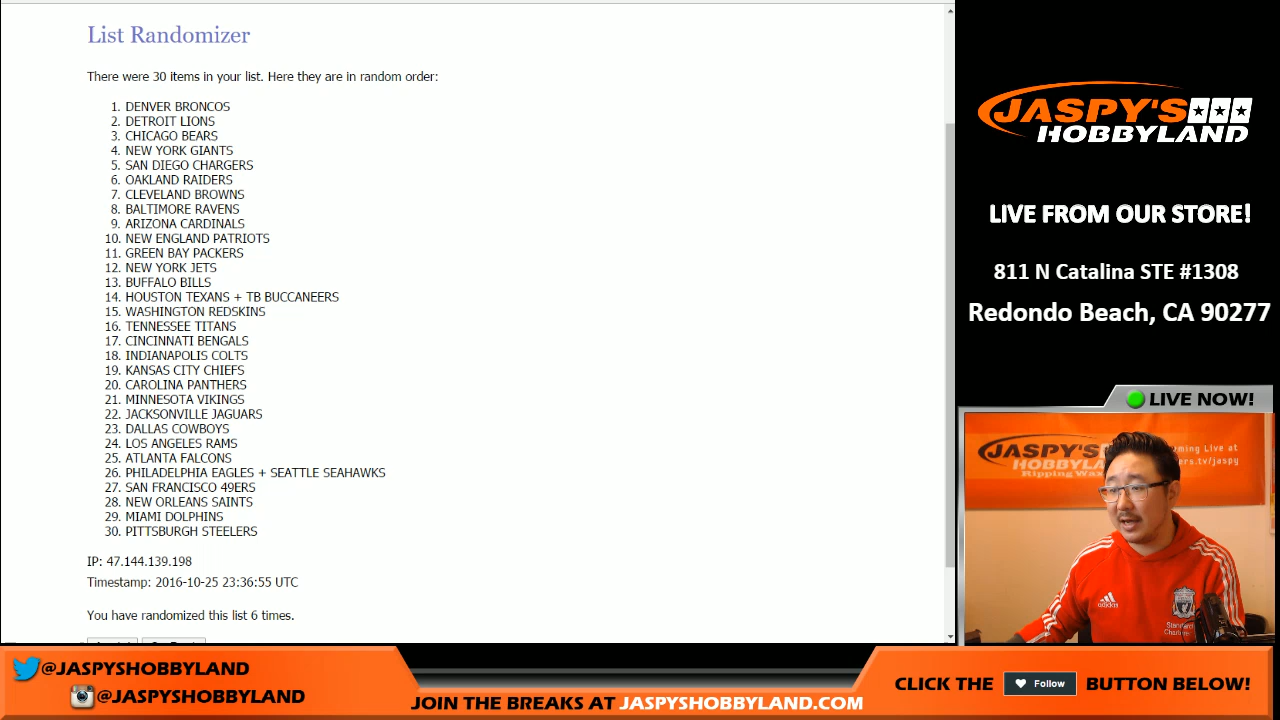 List Randomizer
There were 30 items in your list. Here they are in random order:
1. DENVER BRONCOS
2. DETROIT LIONS
3. CHICAGO BEARS
4. NEW YORK GIANTS
5. SAN DIEGO CHARGERS
6. OAKLAND RAIDERS
7. CLEVELAND BROWNS
8. BALTIMORE RAVENS
9. ARIZONA CARDINALS
10. NEW ENGLAND PATRIOTS
11. GREEN BAY PACKERS
12. NEW YORK JETS
13. BUFFALO BILLS
14. HOUSTON TEXANS + TB BUCCANEERS
15. WASHINGTON REDSKINS
16. TENNESSEE TITANS
17. CINCINNATI BENGALS
18. INDIANAPOLIS COLTS
19. KANSAS CITY CHIEFS
20. CAROLINA PANTHERS
21. MINNESOTA VIKINGS
22. JACKSONVILLE JAGUARS
23. DALLAS COWBOYS
24. LOS ANGELES RAMS
25. ATLANTA FALCONS
26. PHILADELPHIA EAGLES + SEATTLE SEAHAWKS
27. SAN FRANCISCO 49ERS
28. NEW ORLEANS SAINTS
29. MIAMI DOLPHINS
30. PITTSBURGH STEELERS
IP: 47.144.139.198
Timestamp: 2016-10-25 23:36:55 UTC
You have randomized this list 6 times.
JASPY'S
HOBBYLAND
LIVE FROM OUR STORE!
811 N Catalina STE #1308
Redondo Beach, CA 90277
LIVE NOW!
JASPY'S
HOBBYLAND
Ripping Wax
Live at
adidas
Standard
@JASPYSHOBBYLAND
@JASPYSHOBBYLAND
JOIN THE BREAKS AT JASPYSHOBBYLAND.COM
CLICK THE Follow BUTTON BELOW!